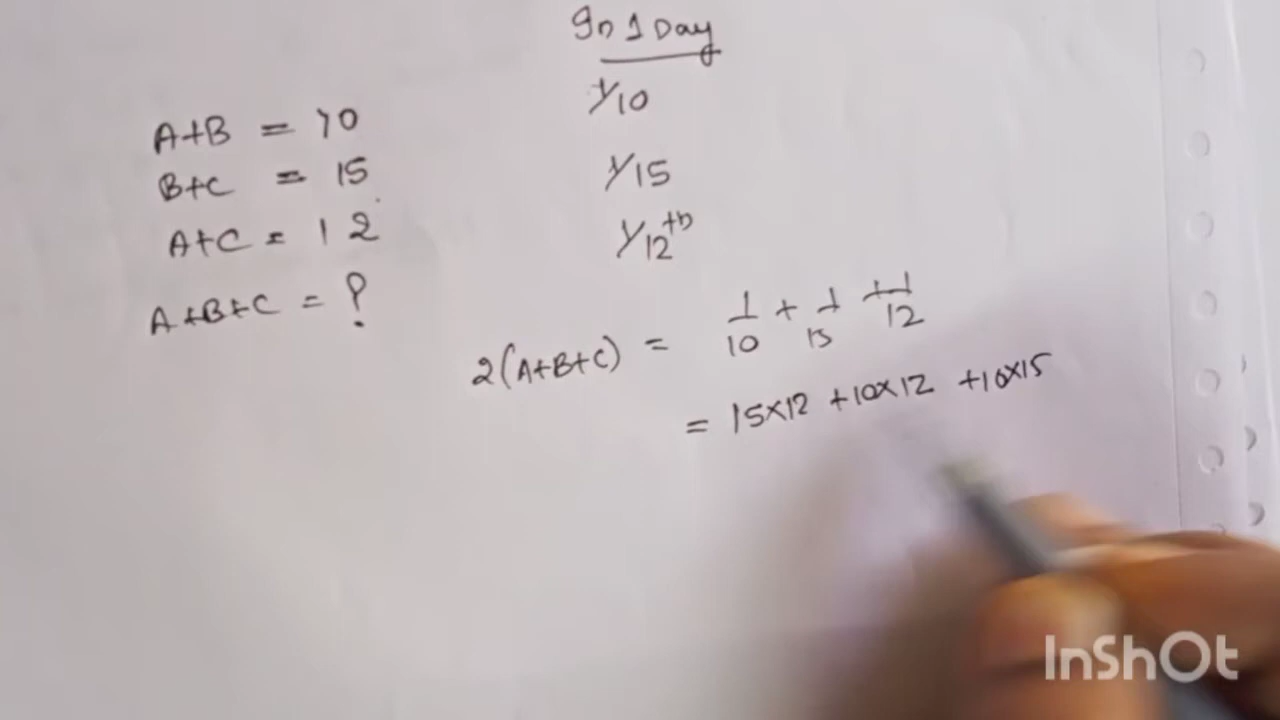 In 1 Day
A+B = 10
1/10
B+C = 15
1/15
A+C = 12
1/12th
A+B+C = ?
2(A+B+C) = 1/10 + 1/15 + 1/12
= 15×12 +10×12 +10×15
InShOt